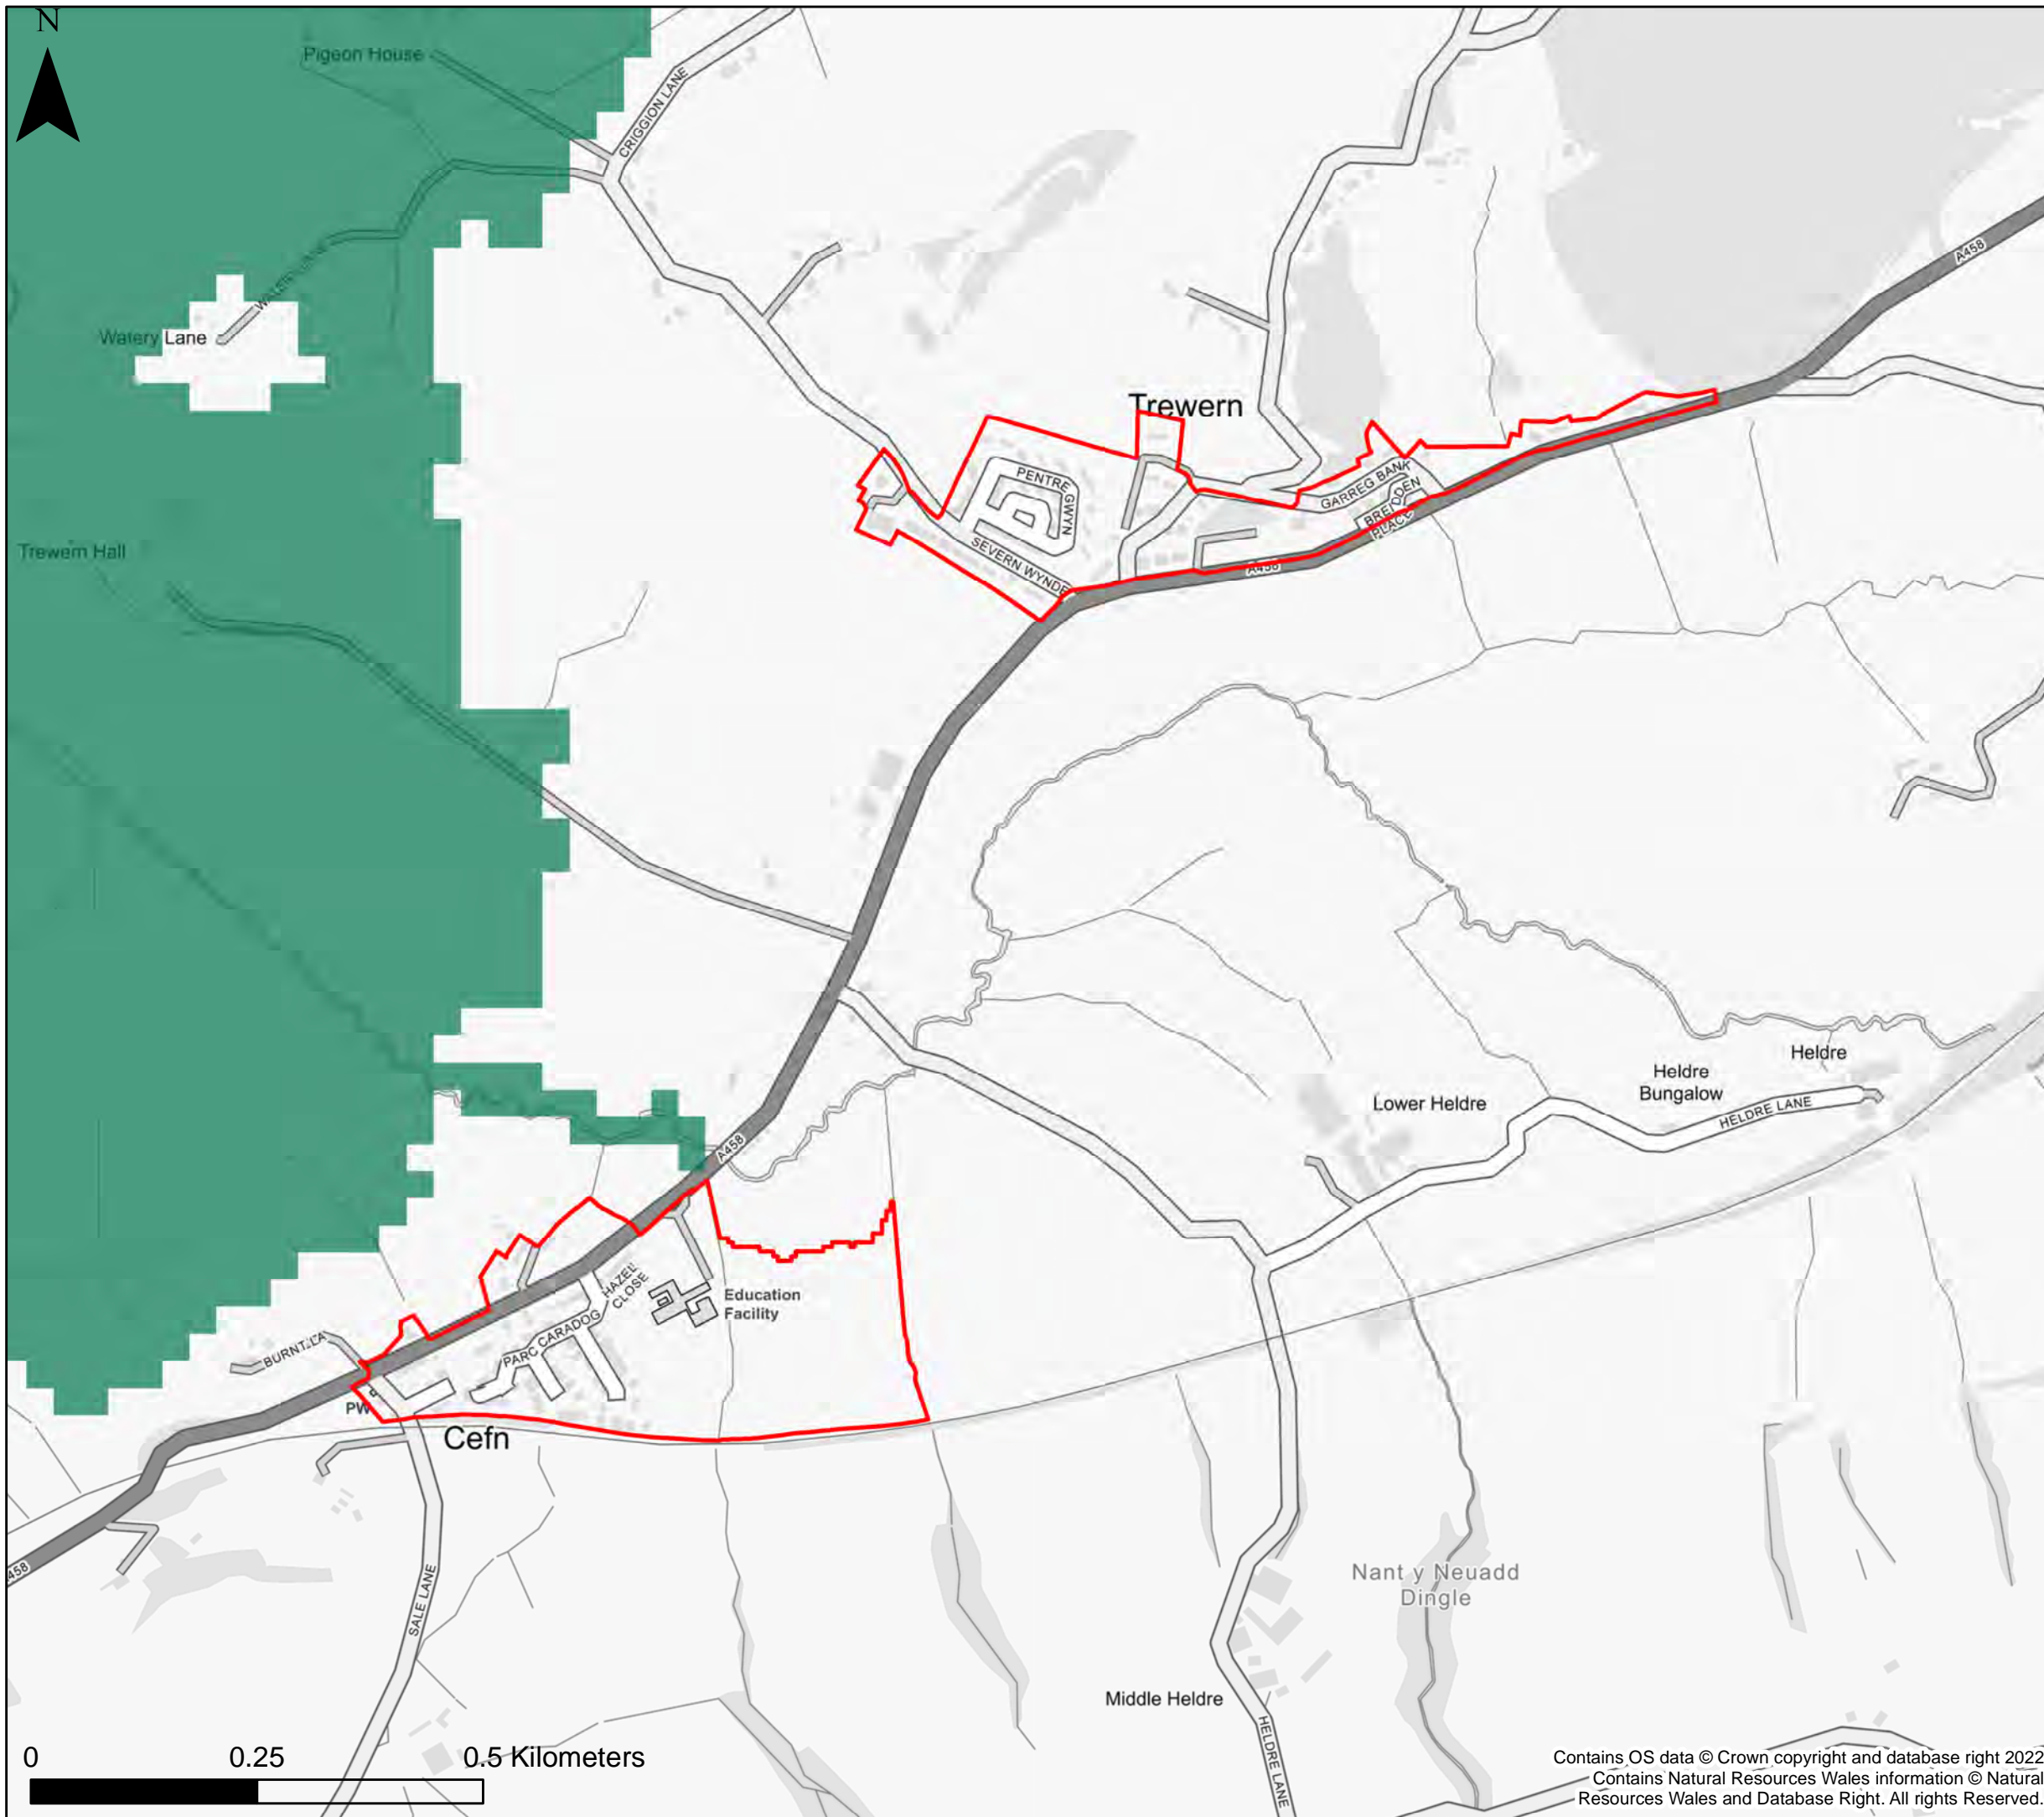 N
Pigeon House
CRIGGION LANE
A458
WATERY LANE
Watery Lane
Trewern
PENTRE
GWYN
GARREG BANK
BREIDDEN
PLACE
Trewern Hall
SEVERN WYNDE
A458
Heldre
Heldre
Bungalow
Lower Heldre
HELDRE LANE
A458
HAZEL
CLOSE
Education
Facility
PARC CARADOG
BURNT LA
PW
Cefn
458
SALE LANE
Nant y Neuadd
Dingle
Middle Heldre
HELDRE LANE
0 0.25 0.5 Kilometers
Contains OS data © Crown copyright and database right 2022
Contains Natural Resources Wales information © Natural
Resources Wales and Database Right. All rights Reserved.